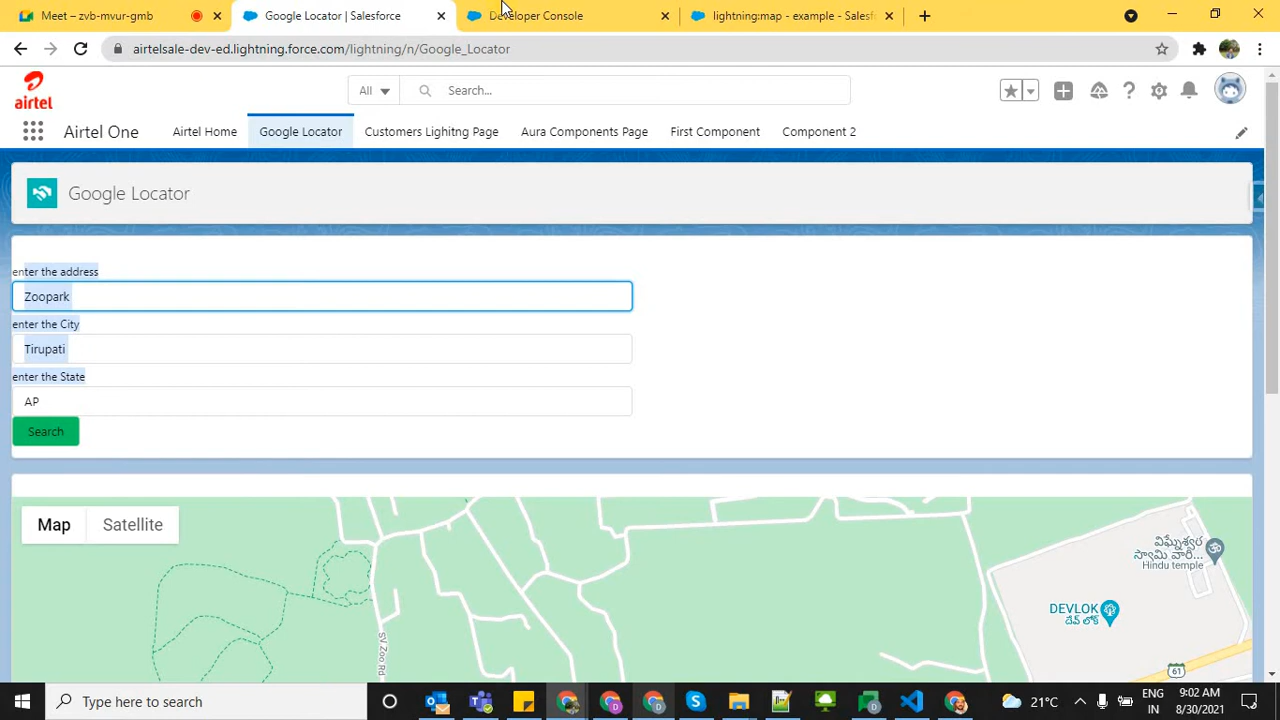 Meet – zvb-mvur-gmb
Google Locator | Salesforce
Developer Console
lightning:map - example - Salesf
airtelsale-dev-ed.lightning.force.com/lightning/n/Google_Locator
airtel
All
Search...
Airtel One
Airtel Home
Google Locator
Customers Lighitng Page
Aura Components Page
First Component
Component 2
Google Locator
enter the address
Zoopark
enter the City
Tirupati
enter the State
AP
Search
Map
Satellite
విఘ్నేశ్వర
స్వామి వారి...
Hindu temple
DEVLOK
దేవ్ లోక్
SV Zoo Rd
61
Type here to search
21°C
ENG
IN
9:02 AM
8/30/2021